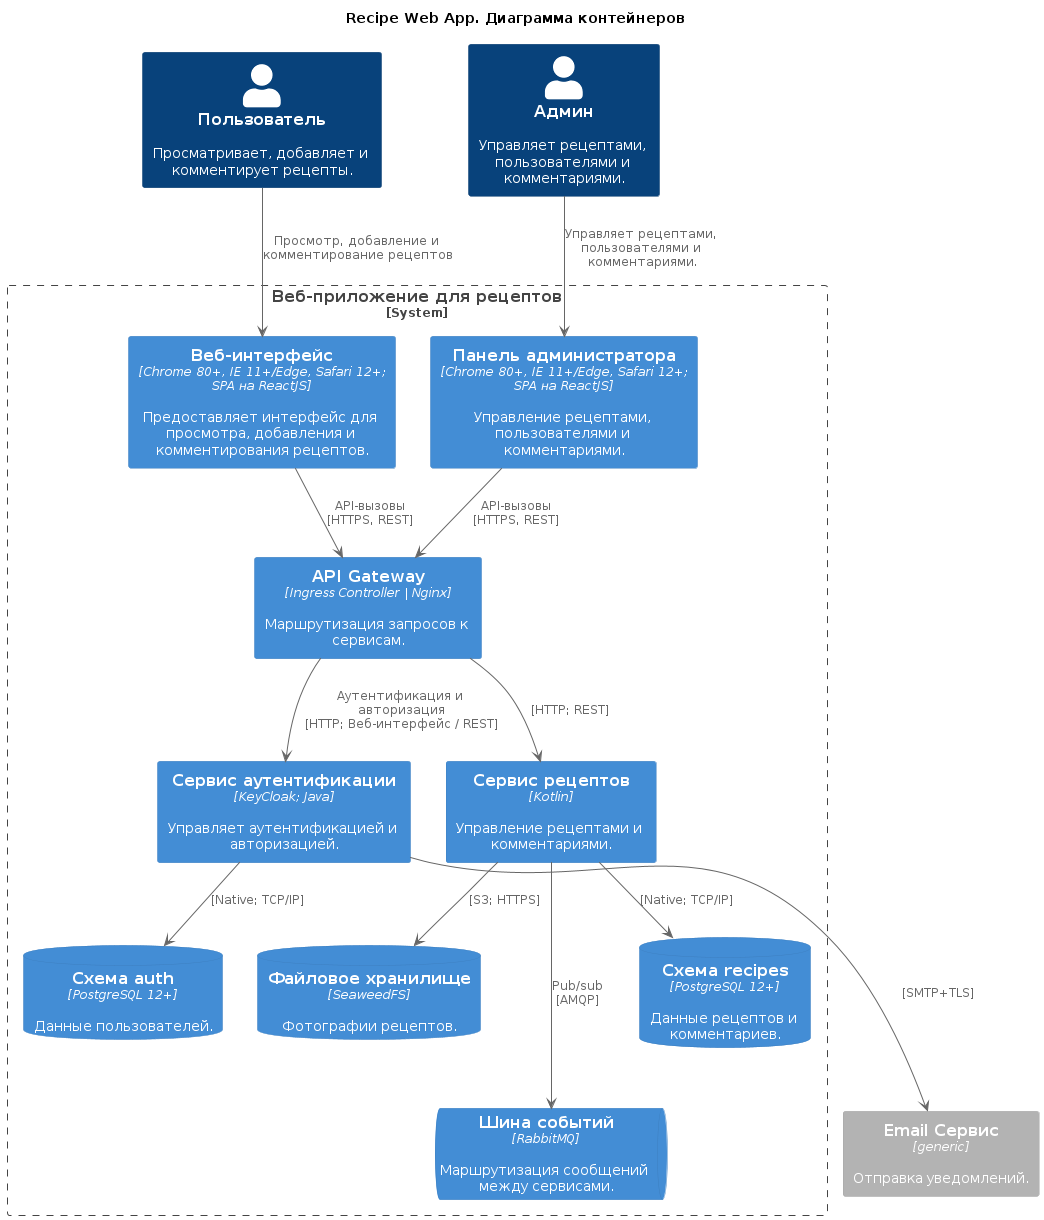 Recipe Web App. Диаграмма контейнеров
Пользователь
Просматривает, добавляет и
комментирует рецепты.
Админ
Управляет рецептами,
пользователями и
комментариями.
Просмотр, добавление и
комментирование рецептов
Управляет рецептами,
пользователями и
комментариями.
Веб-приложение для рецептов
[System]
Веб-интерфейс
[Chrome 80+, IE 11+/Edge, Safari 12+;
SPA на ReactJS]
Предоставляет интерфейс для
просмотра, добавления и
комментирования рецептов.
Панель администратора
[Chrome 80+, IE 11+/Edge, Safari 12+;
SPA на ReactJS]
Управление рецептами,
пользователями и
комментариями.
API-вызовы
[HTTPS, REST]
API-вызовы
[HTTPS, REST]
API Gateway
[Ingress Controller | Nginx]
Маршрутизация запросов к
сервисам.
Аутентификация и
авторизация
[HTTP; Веб-интерфейс / REST]
[HTTP; REST]
Сервис аутентификации
[KeyCloak; Java]
Управляет аутентификацией и
авторизацией.
Сервис рецептов
[Kotlin]
Управление рецептами и
комментариями.
[Native; TCP/IP]
[S3; HTTPS]
[Native; TCP/IP]
Схема auth
[PostgreSQL 12+]
Данные пользователей.
Файловое хранилище
[SeaweedFS]
Фотографии рецептов.
Pub/sub
[AMQP]
Схема recipes
[PostgreSQL 12+]
Данные рецептов и
комментариев.
[SMTP+TLS]
Шина событий
[RabbitMQ]
Маршрутизация сообщений
между сервисами.
Email Сервис
[generic]
Отправка уведомлений.